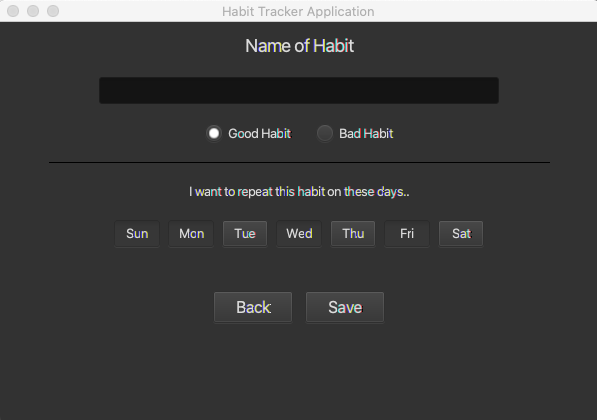 Habit Tracker Application
Name of Habit
Good Habit Bad Habit
I want to repeat this habit on these days..
Sun Mon Tue Wed Thu Fri Sat
Back Save